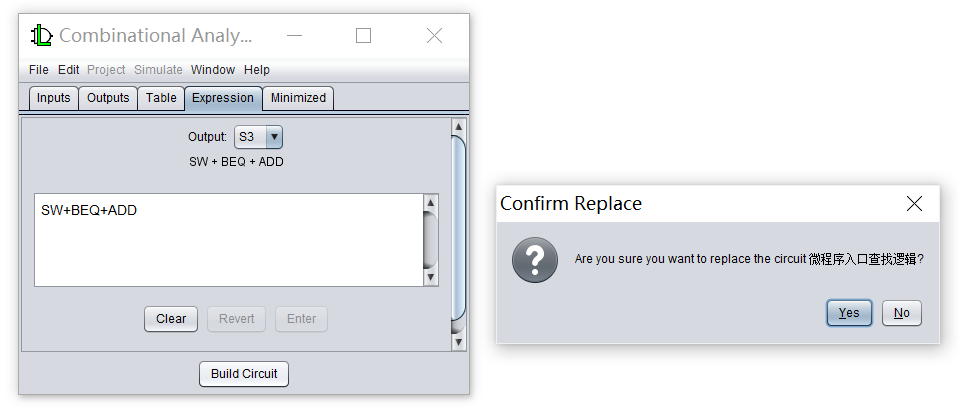 Combinational Analy...
File Edit Project Simulate Window Help
Inputs Outputs Table Expression Minimized
Output: S3
SW + BEQ + ADD
SW+BEQ+ADD
Clear Revert Enter
Build Circuit
Confirm Replace
Are you sure you want to replace the circuit 微程序入口查找逻辑?
Yes No